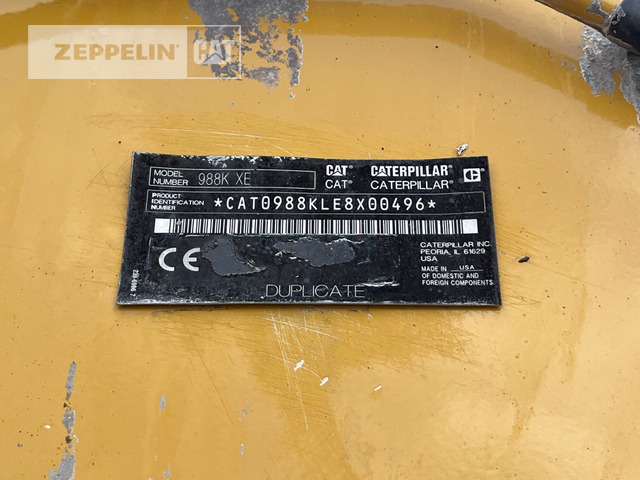 ZEPPELIN CAT
MODEL NUMBER 988K XE
CAT CATERPILLAR
CAT® CATERPILLAR® C
PRODUCT IDENTIFICATION NUMBER *CAT0988KLE8X00496*
CE
CATERPILLAR INC.
PEORIA, IL 61629
USA
MADE IN USA
OF DOMESTIC AND
FOREIGN COMPONENTS
DUPLICATE